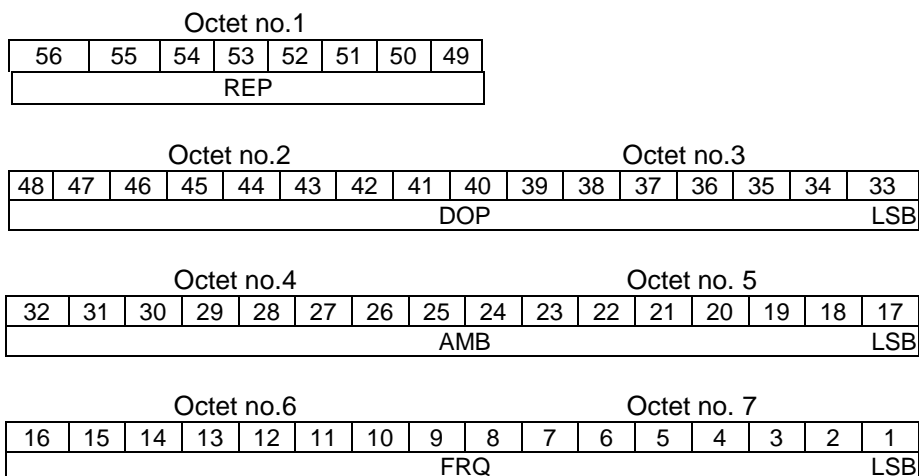 Octet no.1
56 55 54 53 52 51 50 49
REP
Octet no.2 Octet no.3
48 47 46 45 44 43 42 41 40 39 38 37 36 35 34 33
DOP LSB
Octet no.4 Octet no. 5
32 31 30 29 28 27 26 25 24 23 22 21 20 19 18 17
AMB LSB
Octet no.6 Octet no. 7
16 15 14 13 12 11 10 9 8 7 6 5 4 3 2 1
FRQ LSB